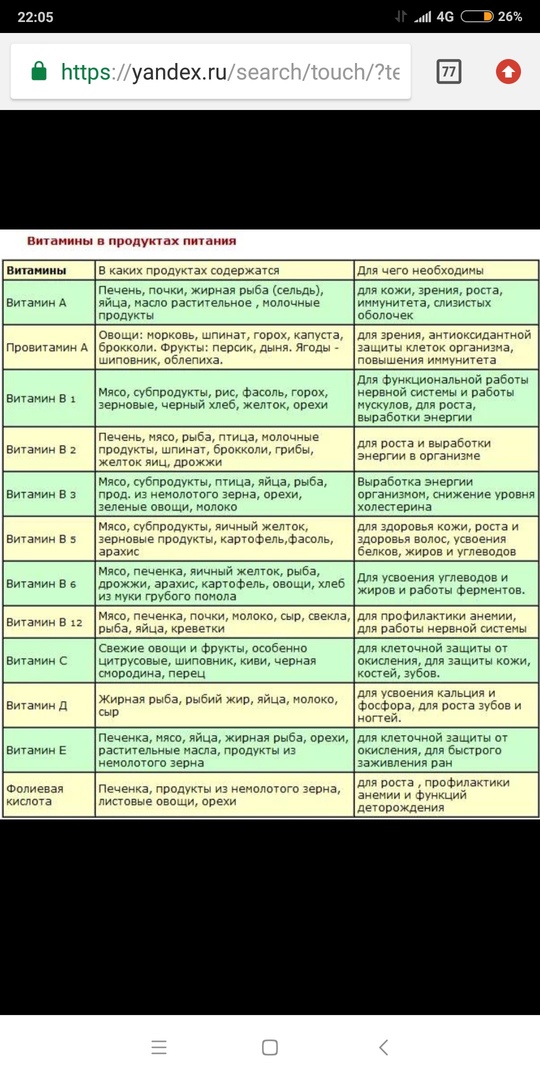 22:05
4G
26%
https://yandex.ru/search/touch/?te
77
Витамины в продуктах питания
Витамины
В каких продуктах содержатся
Для чего необходимы
Витамин А
Печень, почки, жирная рыба (сельдь),
яйца, масло растительное , молочные
продукты
для кожи, зрения, роста,
иммунитета, слизистых
оболочек
Провитамин А
Овощи: морковь, шпинат, горох, капуста,
брокколи. Фрукты: персик, дыня. Ягоды -
шиповник, облепиха.
для зрения, антиоксидантной
защиты клеток организма,
повышения иммунитета
Витамин В 1
Мясо, субпродукты, рис, фасоль, горох,
зерновые, черный хлеб, желток, орехи
Для функциональной работы
нервной системы и работы
мускулов, для роста,
выработки энергии
Витамин В 2
Печень, мясо, рыба, птица, молочные
продукты, шпинат, брокколи, грибы,
желток яиц, дрожжи
для роста и выработки
энергии в организме
Витамин В 3
Мясо, субпродукты, птица, яйца, рыба,
прод. из немолотого зерна, орехи,
зеленые овощи, молоко
Выработка энергии
организмом, снижение уровня
холестерина
Витамин В 5
Мясо, субпродукты, яичный желток,
зерновые продукты, картофель,фасоль,
арахис
для здоровья кожи, роста и
здоровья волос, усвоения
белков, жиров и углеводов
Витамин В 6
Мясо, печенка, яичный желток, рыба,
дрожжи, арахис, картофель, овощи, хлеб
из муки грубого помола
Для усвоения углеводов и
жиров и работы ферментов.
Витамин В 12
Мясо, печенка, почки, молоко, сыр, свекла,
рыба, яйца, креветки
для профилактики анемии,
для работы нервной системы
Витамин С
Свежие овощи и фрукты, особенно
цитрусовые, шиповник, киви, черная
смородина, перец
для клеточной защиты от
окисления, для защиты кожи,
костей, зубов.
Витамин Д
Жирная рыба, рыбий жир, яйца, молоко,
сыр
для усвоения кальция и
фосфора, для роста зубов и
ногтей.
Витамин Е
Печенка, мясо, яйца, жирная рыба, орехи,
растительные масла, продукты из
немолотого зерна
для клеточной защиты от
окисления, для быстрого
заживления ран
Фолиевая
кислота
Печенка, продукты из немолотого зерна,
листовые овощи, орехи
для роста , профилактики
анемии и функций
деторождения